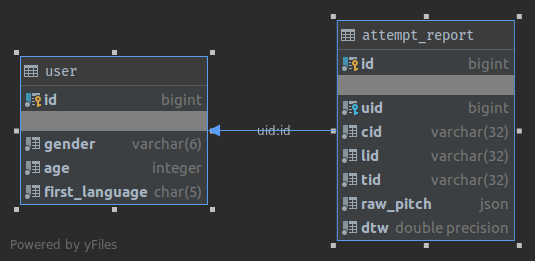 user
id bigint
gender varchar(6)
age integer
first_language char(5)
uid:id
attempt_report
id bigint
uid bigint
cid varchar(32)
lid varchar(32)
tid varchar(32)
raw_pitch json
dtw double precision
Powered by yFiles